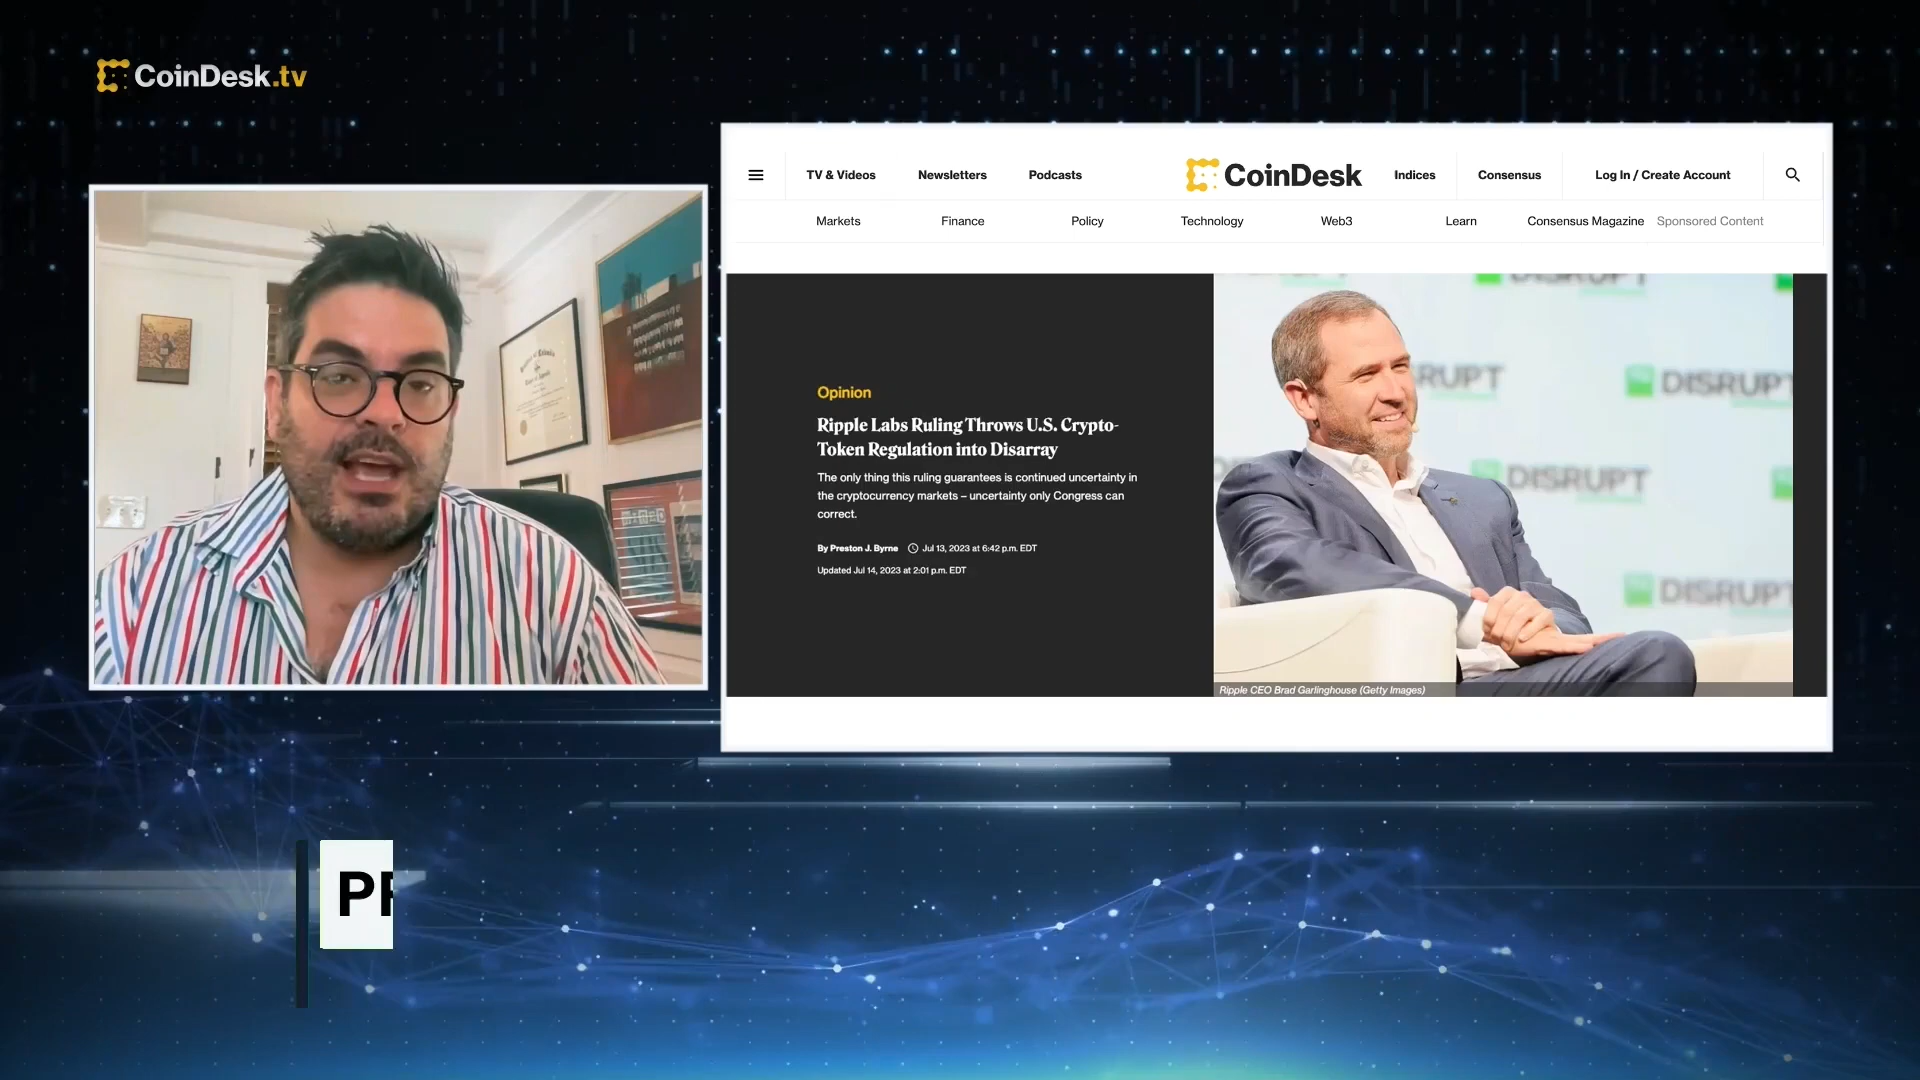 CoinDesk.tv
TV & Videos
Newsletters
Podcasts
CoinDesk
Indices
Consensus
Log In / Create Account
Markets
Finance
Policy
Technology
Web3
Learn
Consensus Magazine
Sponsored Content
Opinion
Ripple Labs Ruling Throws U.S. Crypto-
Token Regulation into Disarray
The only thing this ruling guarantees is continued uncertainty in
the cryptocurrency markets – uncertainty only Congress can
correct.
By Preston J. Byrne Jul 13, 2023 at 6:42 p.m. EDT
Updated Jul 14, 2023 at 2:01 p.m. EDT
DISRUPT
DISRUPT
DISRUPT
Ripple CEO Brad Garlinghouse (Getty Images)